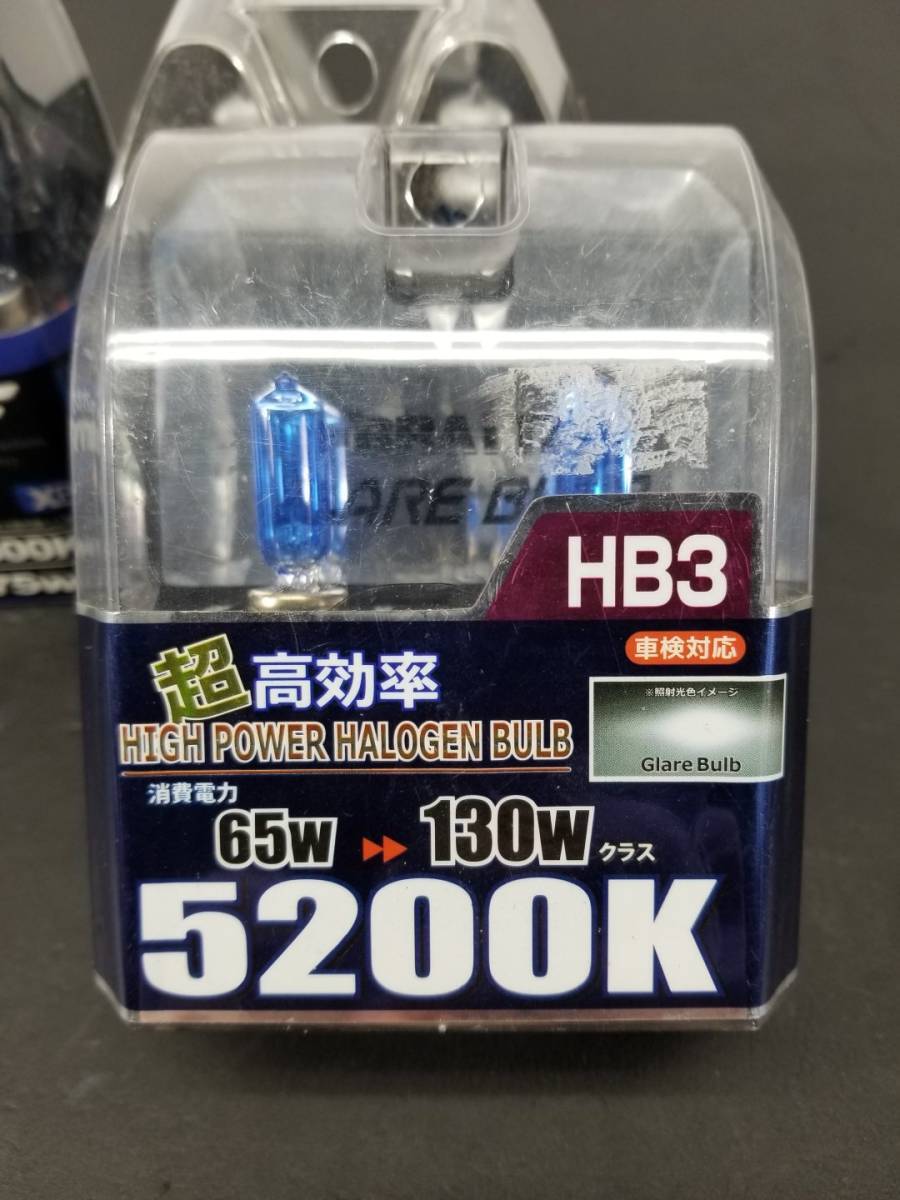 HB3
車検対応
超高効率
HIGH POWER HALOGEN BULB
※照射光色イメージ
Glare Bulb
消費電力
65W 130W クラス
5200K